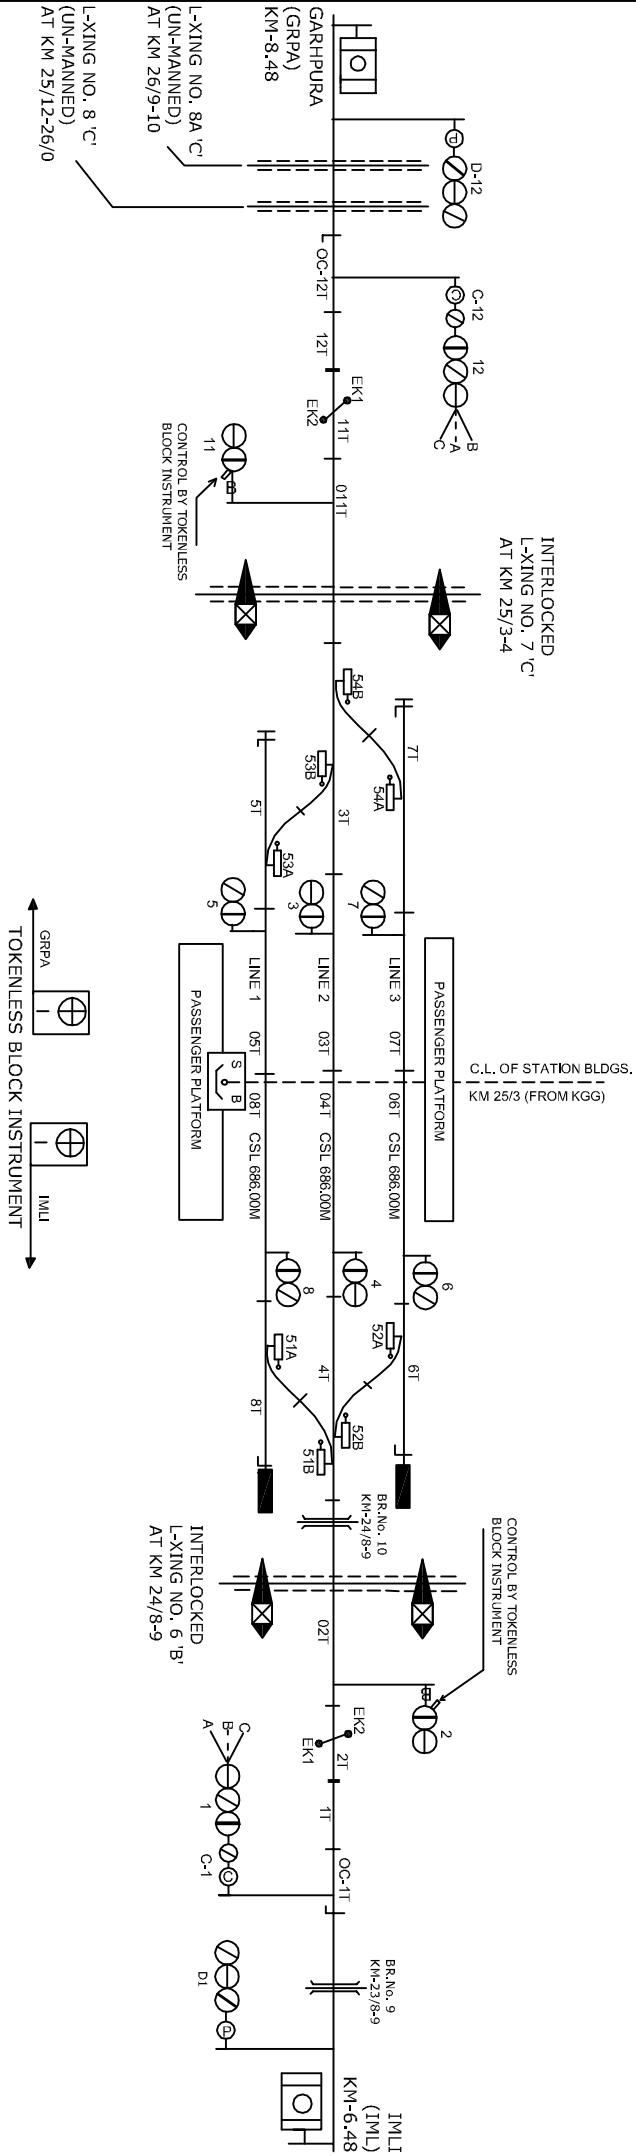 GARHPURA
(GRPA)
KM-8.48
L-XING NO. 8A 'C'
(UN-MANNED)
AT KM 26/9-10
L-XING NO. 8 'C'
(UN-MANNED)
AT KM 25/12-26/0
P
D-12
OC-12T
C-12
C
12
B
A
C
12T
EK1
EK2
11T
11
B
CONTROL BY TOKENLESS
BLOCK INSTRUMENT
011T
INTERLOCKED
L-XING NO. 7 'C'
AT KM 25/3-4
54B
54A
7T
53B
53A
3T
5T
7
3
5
LINE 3
LINE 2
LINE 1
07T
03T
05T
PASSENGER PLATFORM
PASSENGER PLATFORM
S
B
C.L. OF STATION BLDGS.
KM 25/3 (FROM KGG)
06T
04T
08T
CSL 686.00M
CSL 686.00M
CSL 686.00M
GRPA
IMLI
TOKENLESS BLOCK INSTRUMENT
6
4
8
52A
52B
51A
51B
6T
4T
8T
BR.No. 10
KM-24/8-9
INTERLOCKED
L-XING NO. 6 'B'
AT KM 24/8-9
02T
CONTROL BY TOKENLESS
BLOCK INSTRUMENT
B
2
EK2
EK1
2T
1T
C
B
A
1
C-1
C
OC-1T
BR.No. 9
KM-23/8-9
D1
P
IMLI
(IML)
KM-6.48